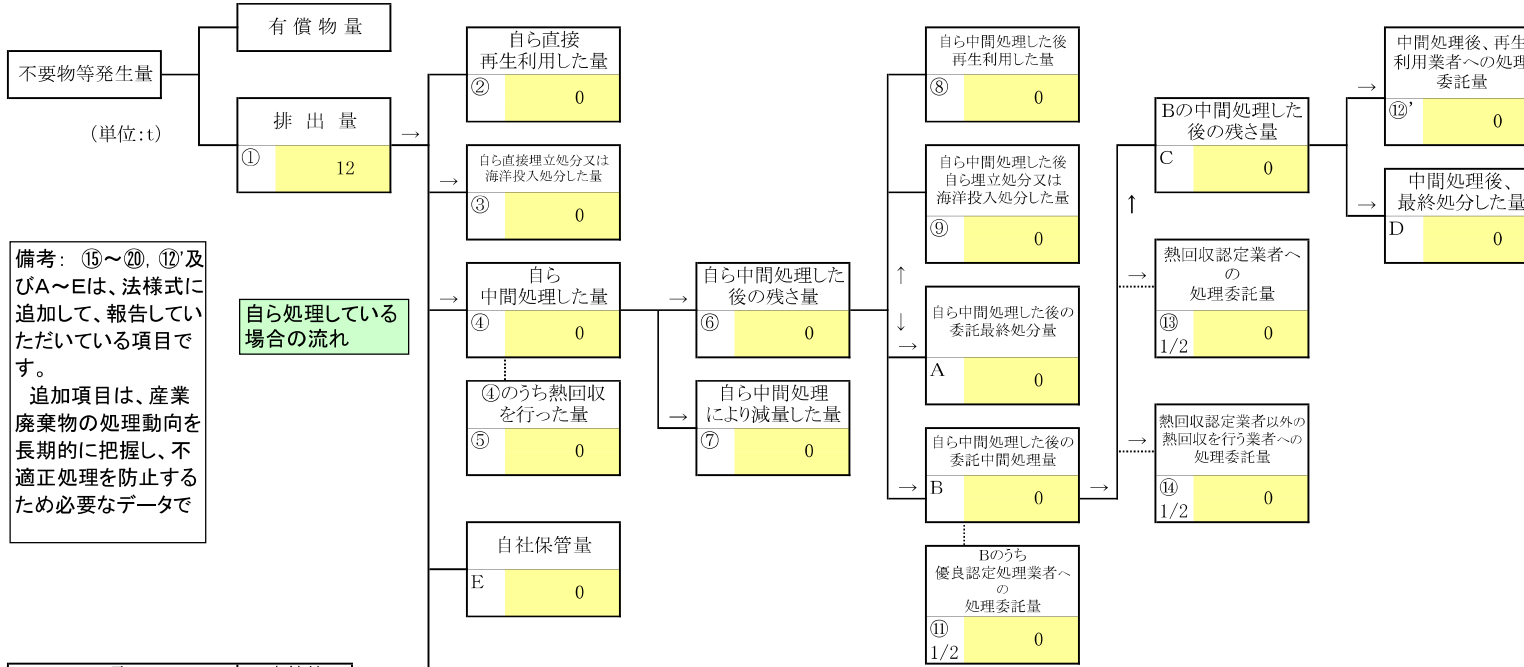 不要物等発生量
(単位:t)
有 償 物 量
排 出 量
①
12
→
備考： ⑮～⑳, ⑫'及
びA～Eは、法様式に
追加して、報告してい
ただいている項目で
す。
追加項目は、産業
廃棄物の処理動向を
長期的に把握し、不
適正処理を防止する
ため必要なデータで
自ら処理している
場合の流れ
自ら直接
再生利用した量
②
0
→
自ら直接埋立処分又は
海洋投入処分した量
③
0
→
自ら
中間処理した量
④
0
④のうち熱回収
を行った量
⑤
0
自社保管量
E
0
→
自ら中間処理した
後の残さ量
⑥
0
→
自ら中間処理
により減量した量
⑦
0
自ら中間処理した後
再生利用した量
⑧
0
自ら中間処理した後
自ら埋立処分又は
海洋投入処分した量
⑨
0
↑
↓
→
自ら中間処理した後の
委託最終処分量
A
0
→
自ら中間処理した後の
委託中間処理量
B
0
Bのうち
優良認定処理業者へ
の
処理委託量
⑪
1/2
0
→
Bの中間処理した
後の残さ量
C
0
↑
→
熱回収認定業者へ
の
処理委託量
⑬
1/2
0
→
熱回収認定業者以外の
熱回収を行う業者への
処理委託量
⑭
1/2
0
→
中間処理後、再生
利用業者への処理
委託量
⑫'
0
→
中間処理後、
最終処分した量
D
0